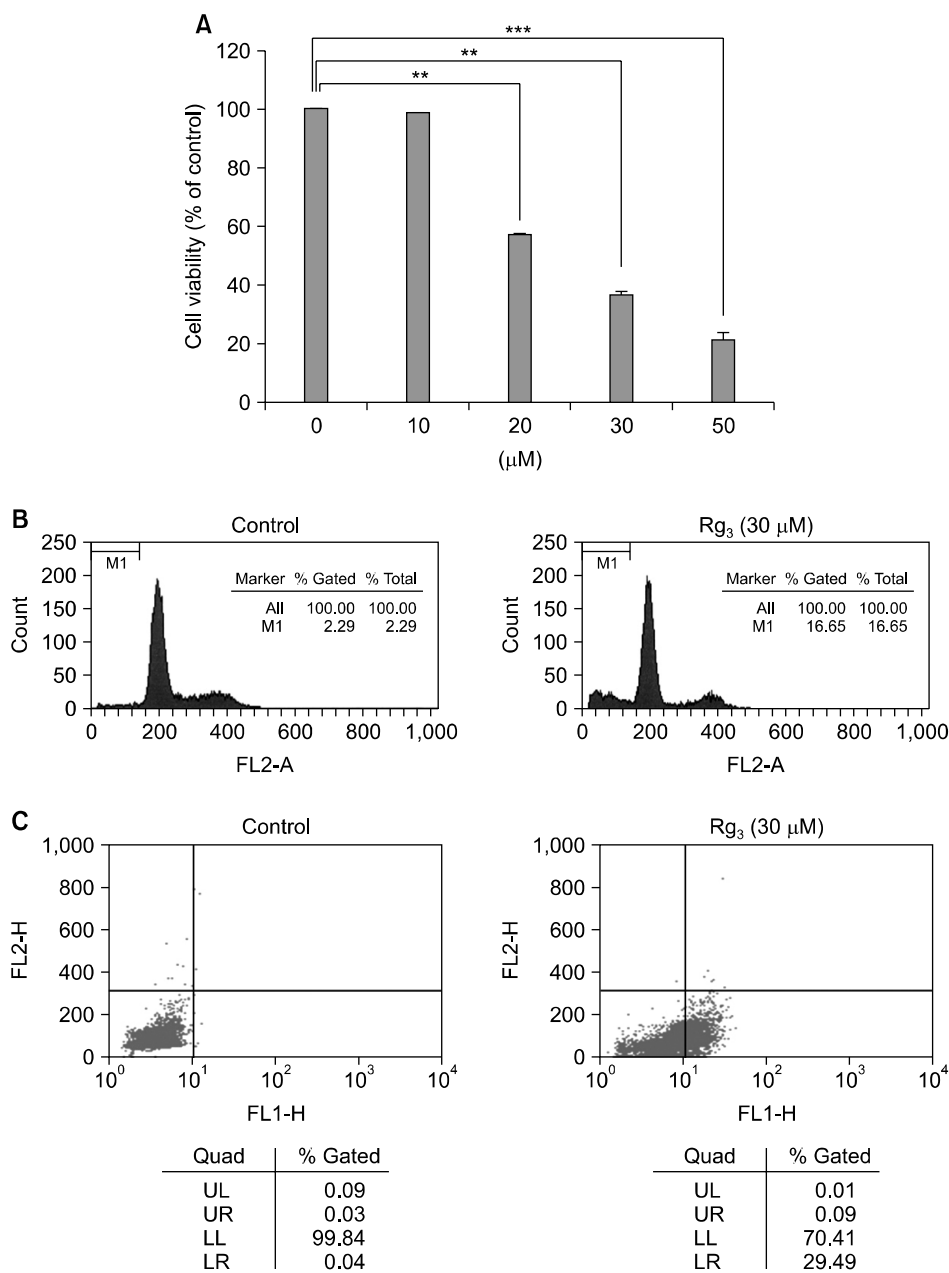 A
***
**
**
120
100
80
60
40
20
0
Cell viability (% of control)
0 10 20 30 50
(μM)
B
Control
250
200
150
100
50
0
Count
M1
Marker % Gated % Total
All 100.00 100.00
M1 2.29 2.29
0 200 400 600 800 1,000
FL2-A
Rg3 (30 μM)
250
200
150
100
50
0
Count
M1
Marker % Gated % Total
All 100.00 100.00
M1 16.65 16.65
0 200 400 600 800 1,000
FL2-A
C
Control
1,000
800
600
400
200
0
FL2-H
10^0 10^1 10^2 10^3 10^4
FL1-H
Quad % Gated
UL 0.09
UR 0.03
LL 99.84
LR 0.04
Rg3 (30 μM)
1,000
800
600
400
200
0
FL2-H
10^0 10^1 10^2 10^3 10^4
FL1-H
Quad % Gated
UL 0.01
UR 0.09
LL 70.41
LR 29.49